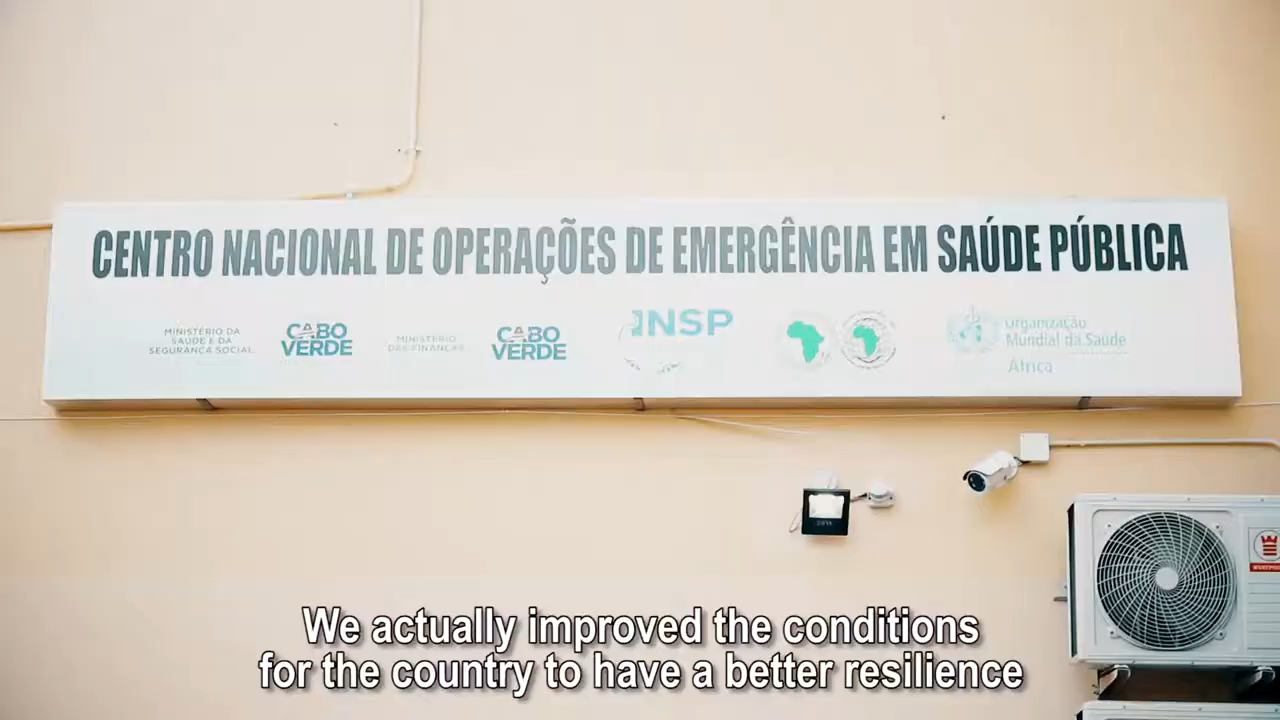 CENTRO NACIONAL DE OPERAÇÕES DE EMERGÊNCIA EM SAÚDE PÚBLICA
MINISTÉRIO DA
SAÚDE E DA
SEGURANÇA SOCIAL
CABO
VERDE
MINISTÉRIO
DAS FINANÇAS
CABO
VERDE
INSP
Organização
Mundial da Saúde
África
We actually improved the conditions
for the country to have a better resilience